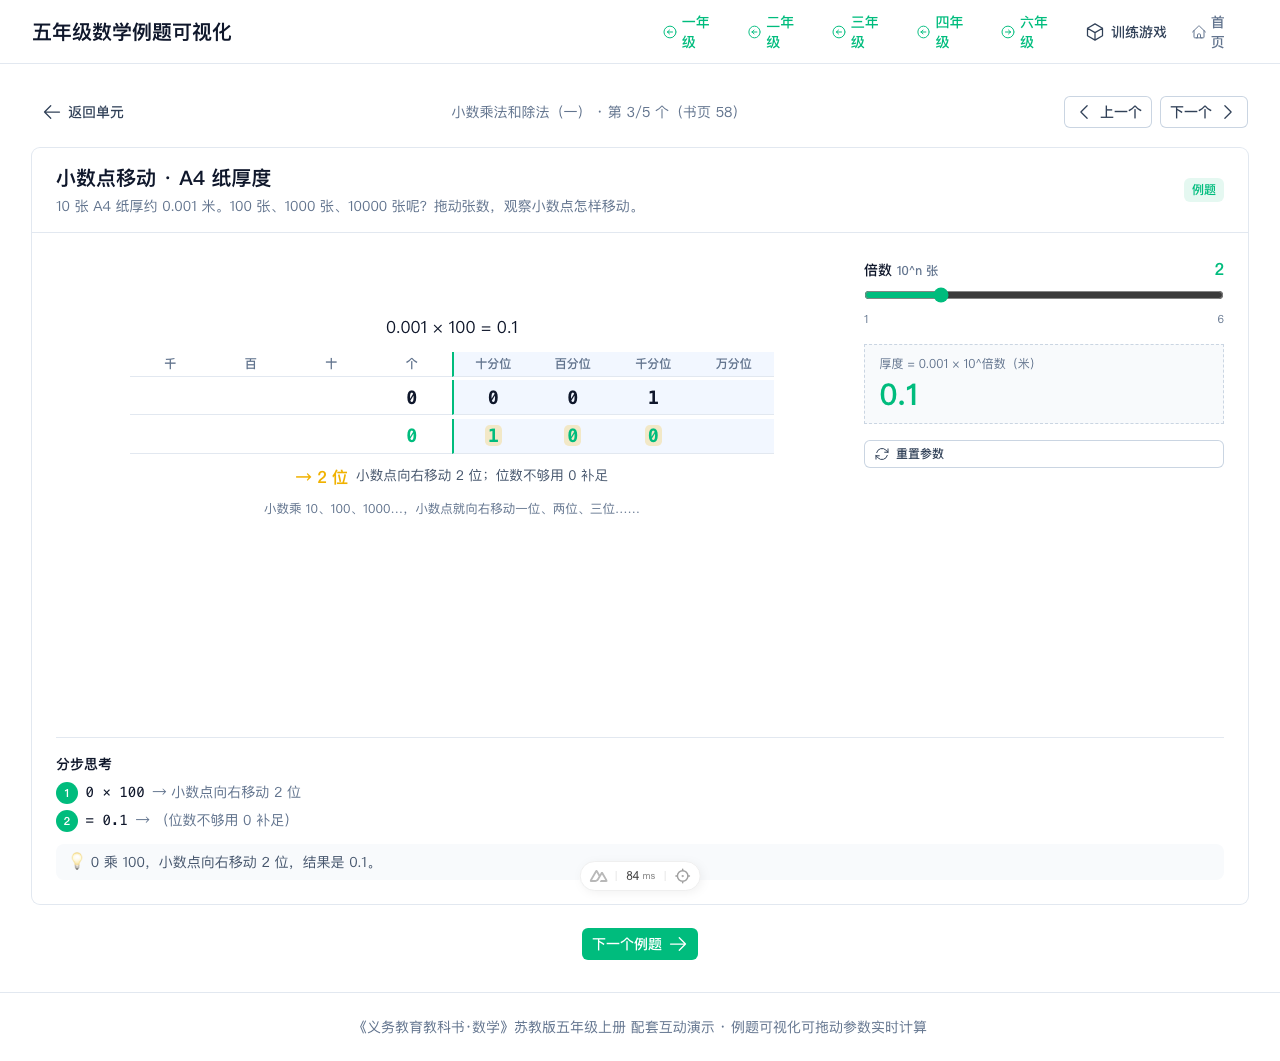 五年级数学例题可视化
一年级
二年级
三年级
四年级
六年级
训练游戏
首页
返回单元
小数乘法和除法（一） · 第 3/5 个（书页 58）
上一个
下一个
小数点移动 · A4 纸厚度
10 张 A4 纸厚约 0.001 米。100 张、1000 张、10000 张呢？拖动张数，观察小数点怎样移动。
例题
倍数 10^n 张
2
1
6
厚度 = 0.001 × 10^倍数（米）
0.1
重置参数
0.001 × 100 = 0.1
千 百 十 个 十分位 百分位 千分位 万分位
0 0 0 1
0 1 0 0
→ 2 位 小数点向右移动 2 位；位数不够用 0 补足
小数乘 10、100、1000…，小数点就向右移动一位、两位、三位……
分步思考
1 0 × 100 → 小数点向右移动 2 位
2 = 0.1 → （位数不够用 0 补足）
💡 0 乘 100，小数点向右移动 2 位，结果是 0.1。
84 ms
下一个例题 →
《义务教育教科书·数学》苏教版五年级上册 配套互动演示 · 例题可视化可拖动参数实时计算